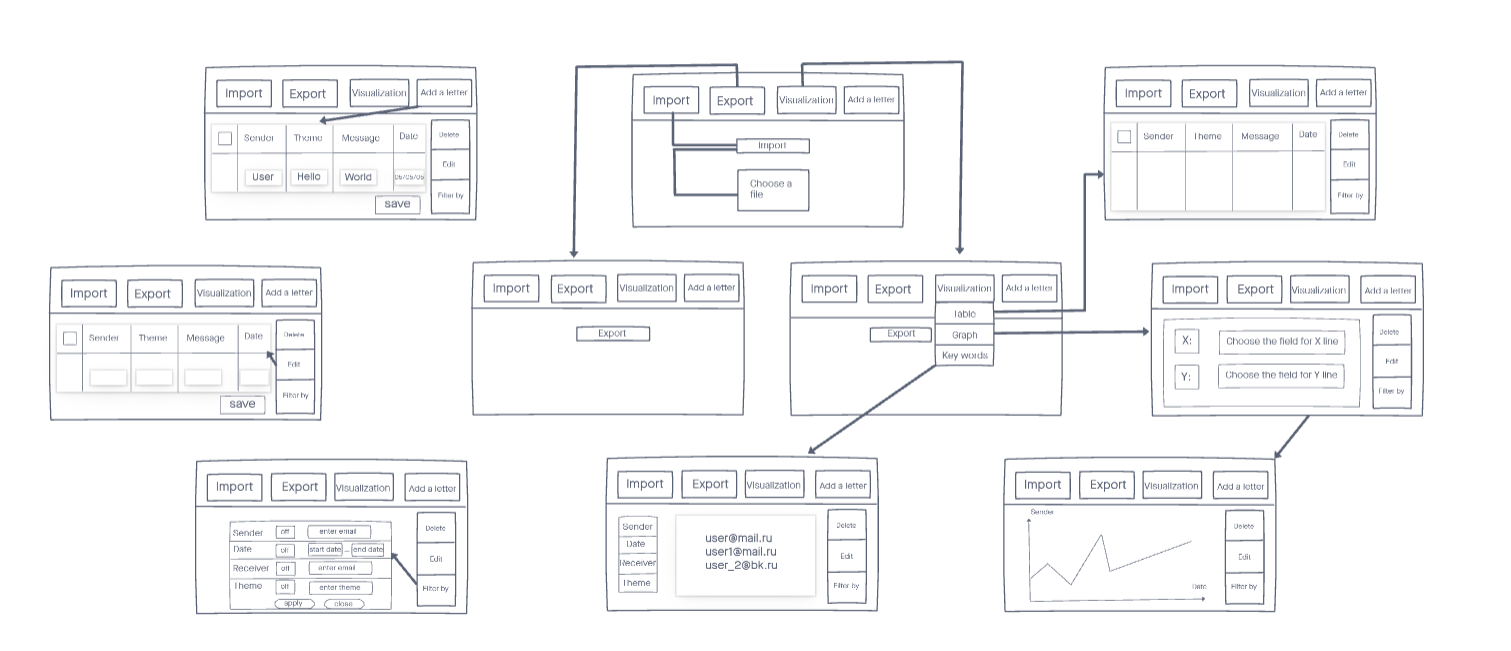 Import Export Visualization Add a letter
Sender Theme Message Date
User Hello World 05/05/05
save
Delete
Edit
Filter by
Import Export Visualization Add a letter
Import
Choose a
file
Import Export Visualization Add a letter
Sender Theme Message Date
Delete
Edit
Filter by
Import Export Visualization Add a letter
Sender Theme Message Date
save
Delete
Edit
Filter by
Import Export Visualization Add a letter
Export
Import Export Visualization Add a letter
Export
Table
Graph
Key words
Import Export Visualization Add a letter
X: Choose the field for X line
Y: Choose the field for Y line
Delete
Edit
Filter by
Import Export Visualization Add a letter
Sender off enter email
Date off start date – end date
Receiver off enter email
Theme off enter theme
apply close
Delete
Edit
Filter by
Import Export Visualization Add a letter
Sender
Date
Receiver
Theme
user@mail.ru
user1@mail.ru
user_2@bk.ru
Delete
Edit
Filter by
Import Export Visualization Add a letter
Sender
Date
Delete
Edit
Filter by